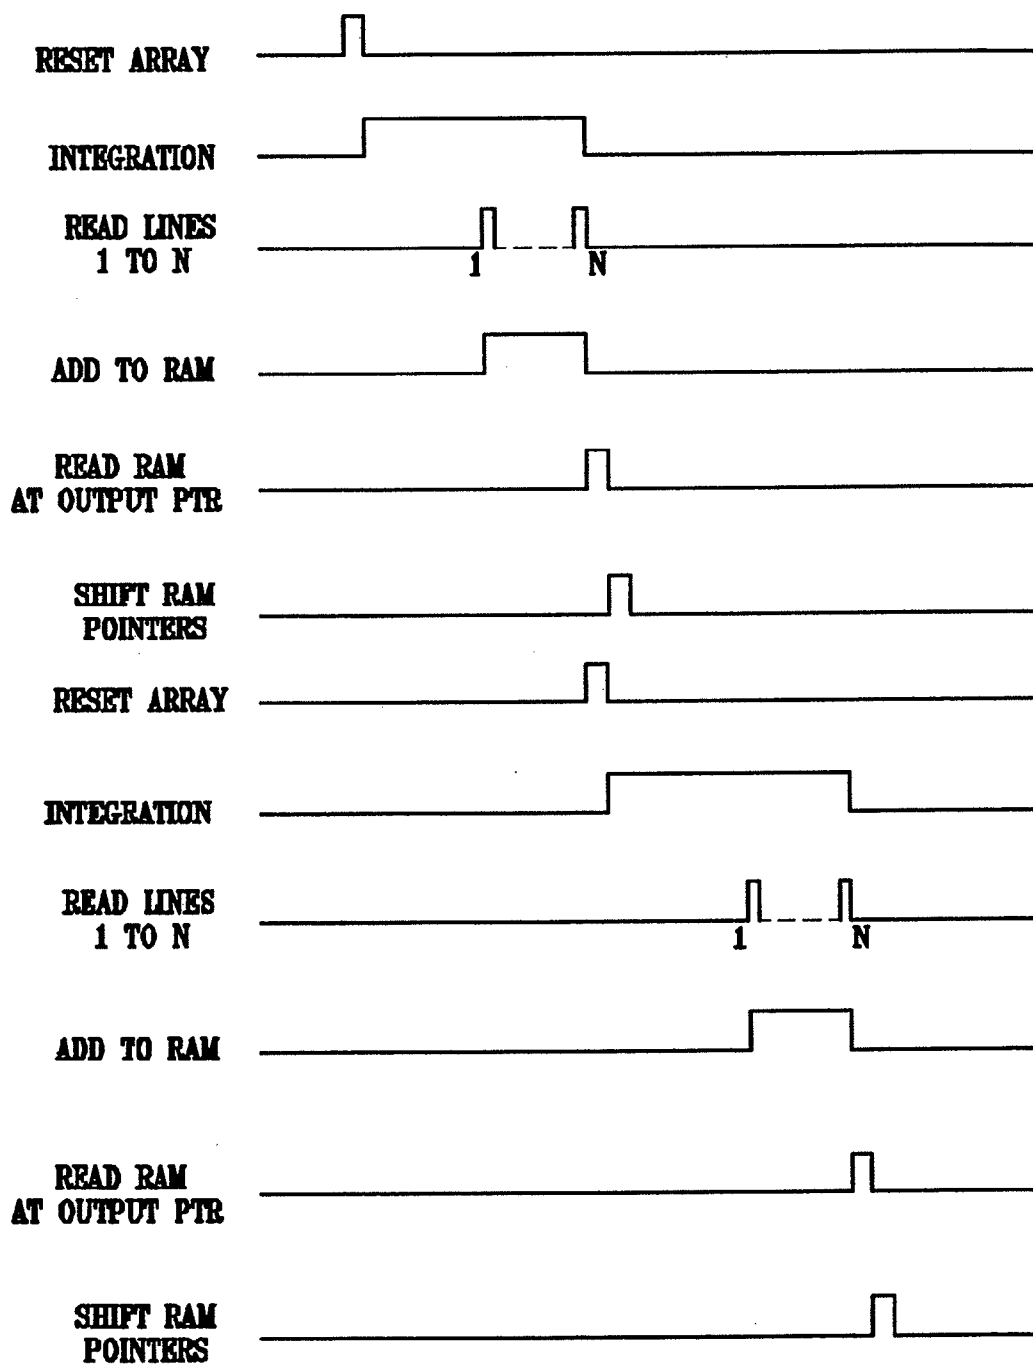 RESET ARRAY
INTEGRATION
READ LINES
1 TO N
1 N
ADD TO RAM
READ RAM
AT OUTPUT PTR
SHIFT RAM
POINTERS
RESET ARRAY
INTEGRATION
READ LINES
1 TO N
1 N
ADD TO RAM
READ RAM
AT OUTPUT PTR
SHIFT RAM
POINTERS